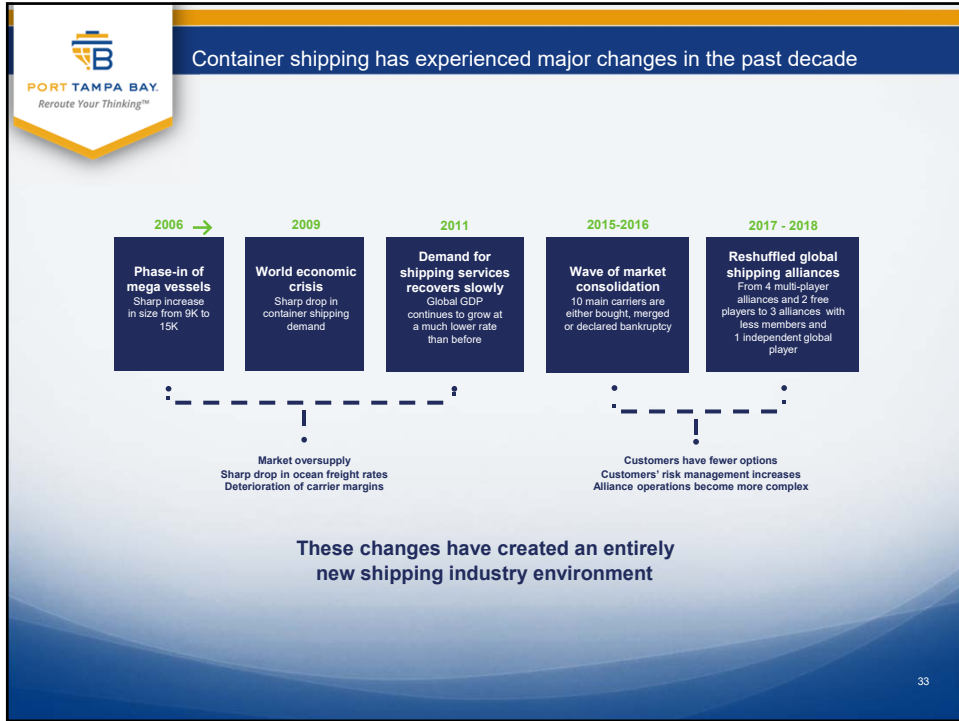 Container shipping has experienced major changes in the past decade
B
PORT TAMPA BAY.
Reroute Your Thinking™
2006 →
Phase-in of
mega vessels
Sharp increase
in size from 9K to
15K
2009
World economic
crisis
Sharp drop in
container shipping
demand
2011
Demand for
shipping services
recovers slowly
Global GDP
continues to grow at
a much lower rate
than before
2015-2016
Wave of market
consolidation
10 main carriers are
either bought, merged
or declared bankruptcy
2017 - 2018
Reshuffled global
shipping alliances
From 4 multi-player
alliances and 2 free
players to 3 alliances with
less members and
1 independent global
player
Market oversupply
Sharp drop in ocean freight rates
Deterioration of carrier margins
Customers have fewer options
Customers' risk management increases
Alliance operations become more complex
These changes have created an entirely
new shipping industry environment
33